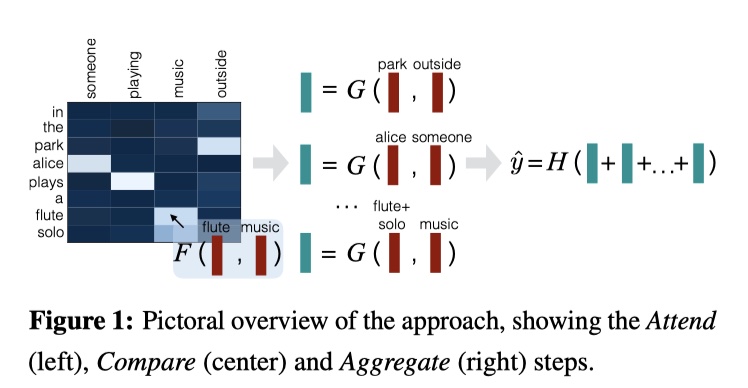 someone playing music outside
in
the
park
alice
plays
a
flute
solo
F ( flute , music )
park outside
= G ( , )
alice someone
= G ( , )
... flute+
solo music
= G ( , )
ŷ = H ( + +...+ )
Figure 1: Pictoral overview of the approach, showing the Attend
(left), Compare (center) and Aggregate (right) steps.